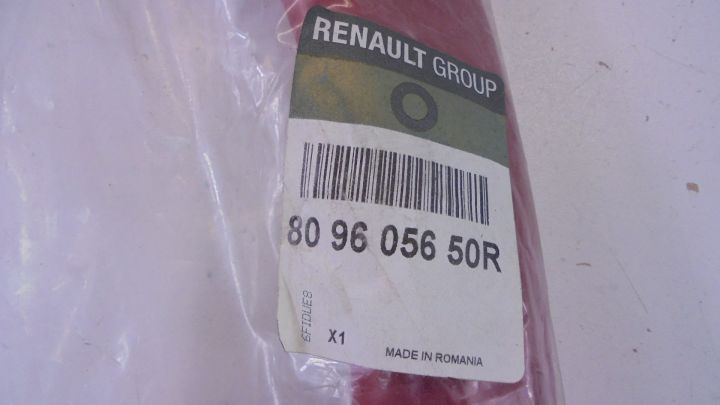 RENAULT GROUP
80 96 056 50R
X1
MADE IN ROMANIA